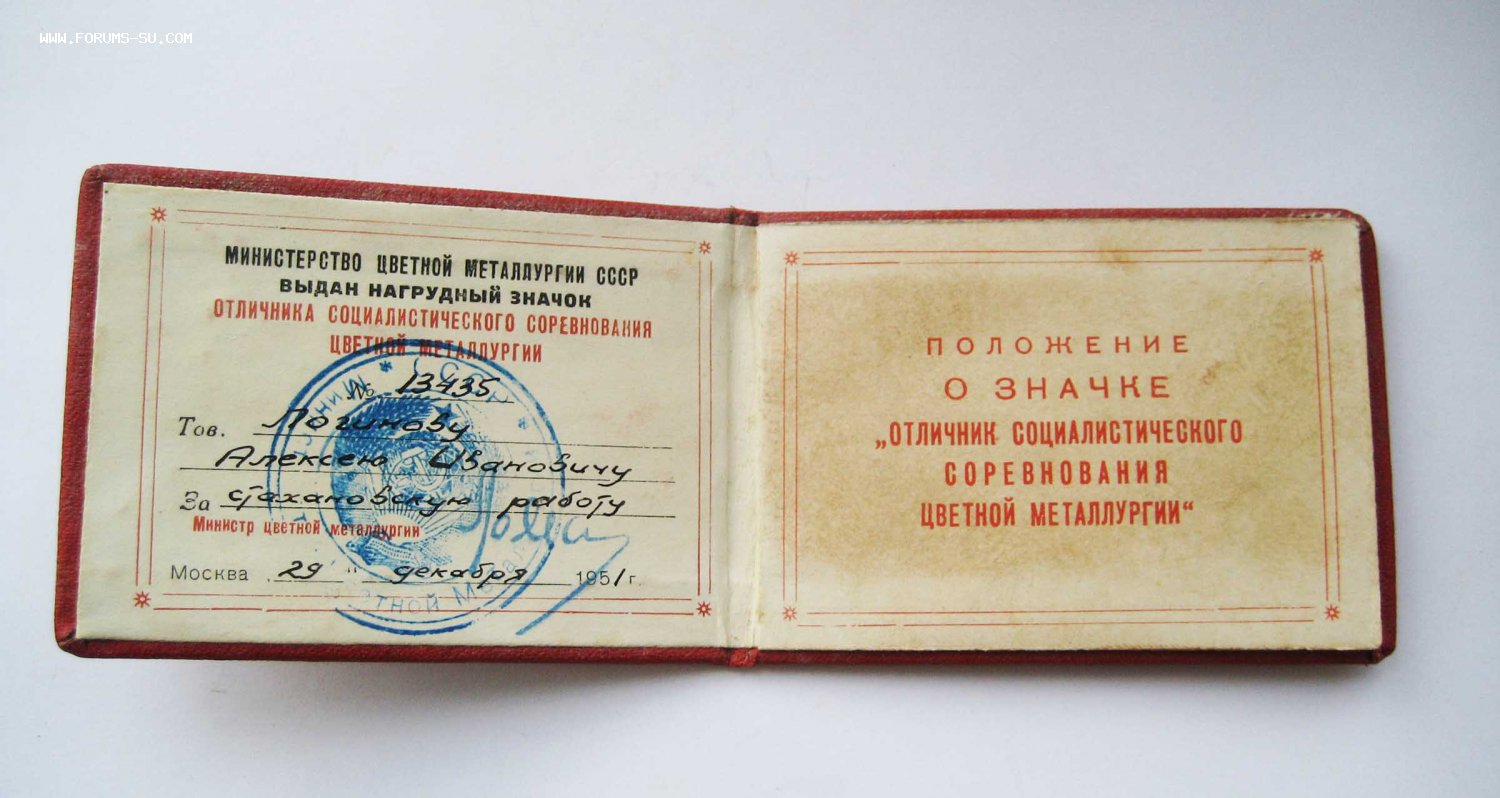 WWW.FORUMS-SU.COM
МИНИСТЕРСТВО ЦВЕТНОЙ МЕТАЛЛУРГИИ СССР
ВЫДАН НАГРУДНЫЙ ЗНАЧОК
ОТЛИЧНИКА СОЦИАЛИСТИЧЕСКОГО СОРЕВНОВАНИЯ
ЦВЕТНОЙ МЕТАЛЛУРГИИ
№ 13435
Тов. Логинову
Алексею Ивановичу
За стахановскую работу
Министр цветной металлургии
Москва 29 " декабря 1951 г.
ПОЛОЖЕНИЕ
О ЗНАЧКЕ
„ОТЛИЧНИК СОЦИАЛИСТИЧЕСКОГО
СОРЕВНОВАНИЯ
ЦВЕТНОЙ МЕТАЛЛУРГИИ“